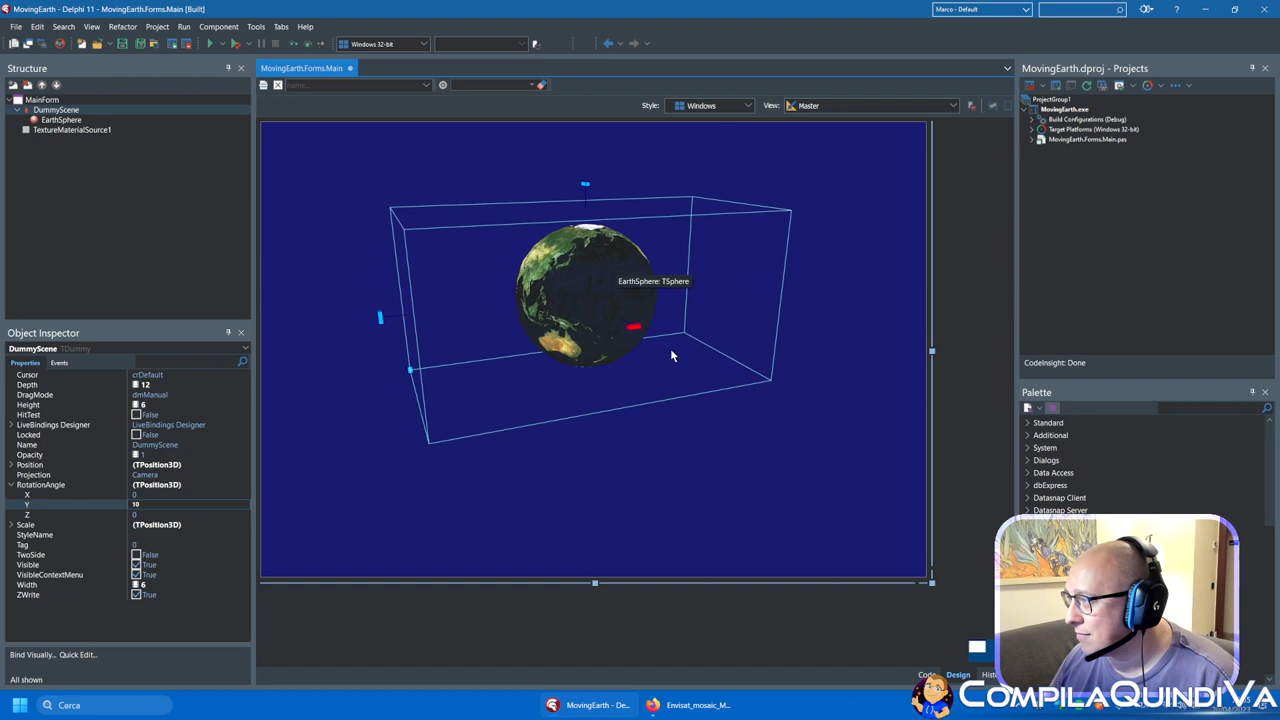 MovingEarth - Delphi 11 - MovingEarth.Forms.Main [Built]
Marco - Default
File Edit Search View Refactor Project Run Component Tools Tabs Help
Windows 32-bit
Structure
MovingEarth.Forms.Main
MovingEarth.dproj - Projects
name...
Style: Windows View: Master
MainForm
DummyScene
EarthSphere
TextureMaterialSource1
ProjectGroup1
MovingEarth.exe
Build Configurations (Debug)
Target Platforms (Windows 32-bit)
MovingEarth.Forms.Main.pas
EarthSphere: TSphere
Object Inspector
DummyScene TDummy
Properties Events
Cursor crDefault
Depth 12
DragMode dmManual
Height 6
HitTest False
LiveBindings Designer LiveBindings Designer
Locked False
Name DummyScene
Opacity 1
Position (TPosition3D)
Projection Camera
RotationAngle (TPosition3D)
X 0
Y 10
Z 0
Scale (TPosition3D)
StyleName
Tag 0
TwoSide False
Visible True
VisibleContextMenu True
Width 6
ZWrite True
Bind Visually... Quick Edit...
All shown
CodeInsight: Done
Palette
Standard
Additional
System
Dialogs
Data Access
dbExpress
Datasnap Client
Datasnap Server
Code Design
Cerca
MovingEarth - De...
Envisat_mosaic_M...
COMPILAQUINDIVA